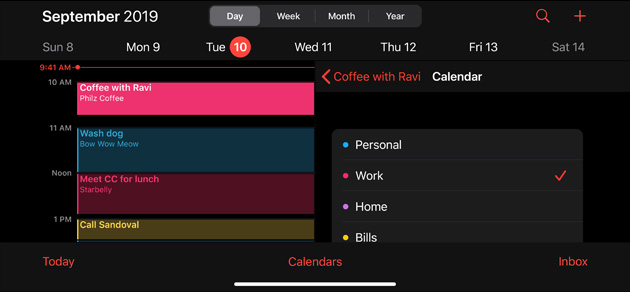 September 2019
Day Week Month Year
Sun 8 Mon 9 Tue 10 Wed 11 Thu 12 Fri 13 Sat 14
9:41 AM
10 AM
Coffee with Ravi
Philz Coffee
11 AM
Wash dog
Bow Wow Meow
Noon
Meet CC for lunch
Starbelly
1 PM
Call Sandoval
Coffee with Ravi Calendar
Personal
Work
Home
Bills
Today Calendars Inbox